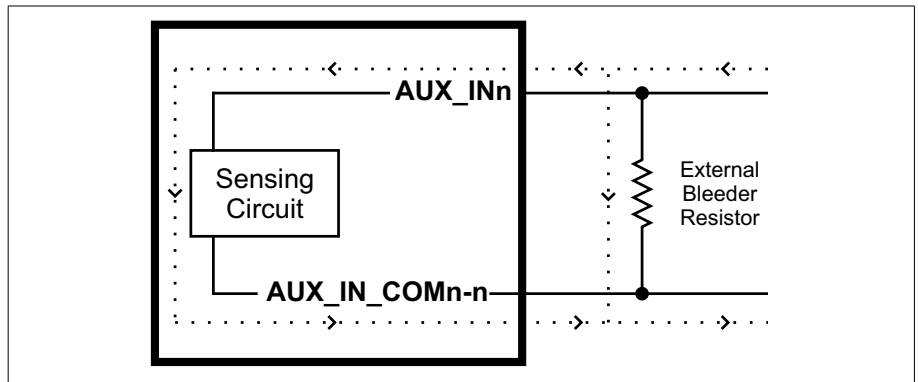 AUX_INn
Sensing
Circuit
External
Bleeder
Resistor
AUX_IN_COMn-n